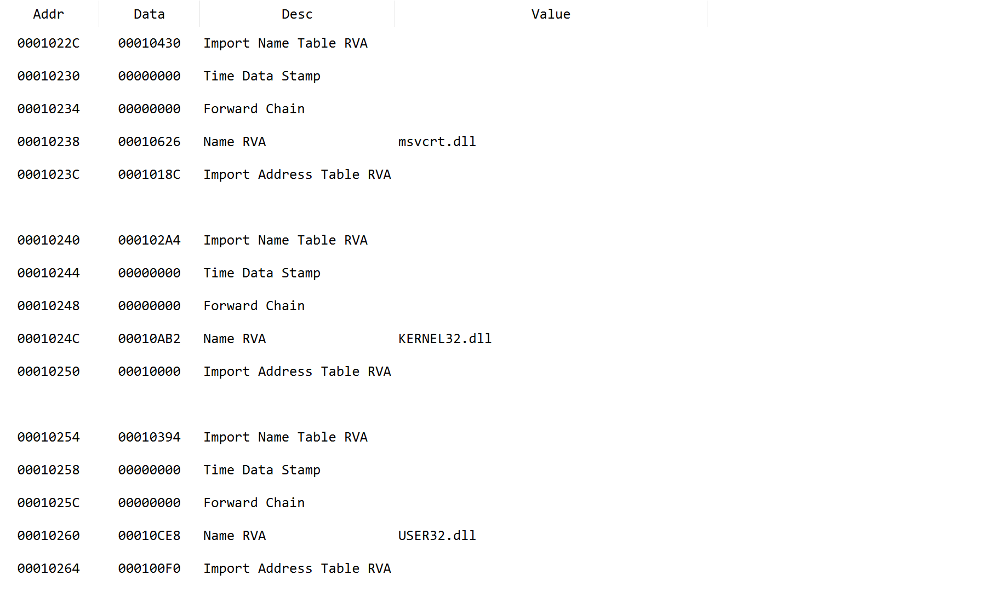 Addr Data Desc Value
0001022C 00010430 Import Name Table RVA
00010230 00000000 Time Data Stamp
00010234 00000000 Forward Chain
00010238 00010626 Name RVA msvcrt.dll
0001023C 0001018C Import Address Table RVA
00010240 000102A4 Import Name Table RVA
00010244 00000000 Time Data Stamp
00010248 00000000 Forward Chain
0001024C 00010AB2 Name RVA KERNEL32.dll
00010250 00010000 Import Address Table RVA
00010254 00010394 Import Name Table RVA
00010258 00000000 Time Data Stamp
0001025C 00000000 Forward Chain
00010260 00010CE8 Name RVA USER32.dll
00010264 000100F0 Import Address Table RVA